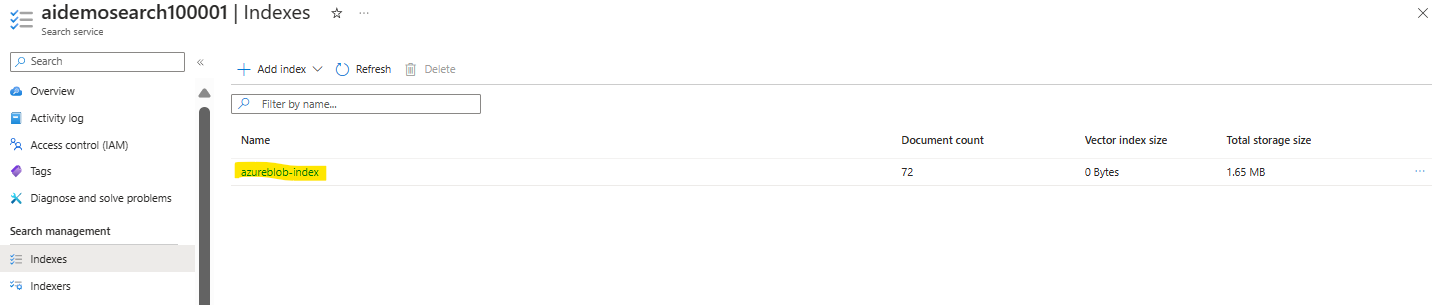 aidemosearch100001 | Indexes ☆ ...
Search service
Search «
Overview
Activity log
Access control (IAM)
Tags
Diagnose and solve problems
Search management
Indexes
Indexers
Add index Refresh Delete
Filter by name...
Name Document count Vector index size Total storage size
azureblob-index 72 0 Bytes 1.65 MB ...